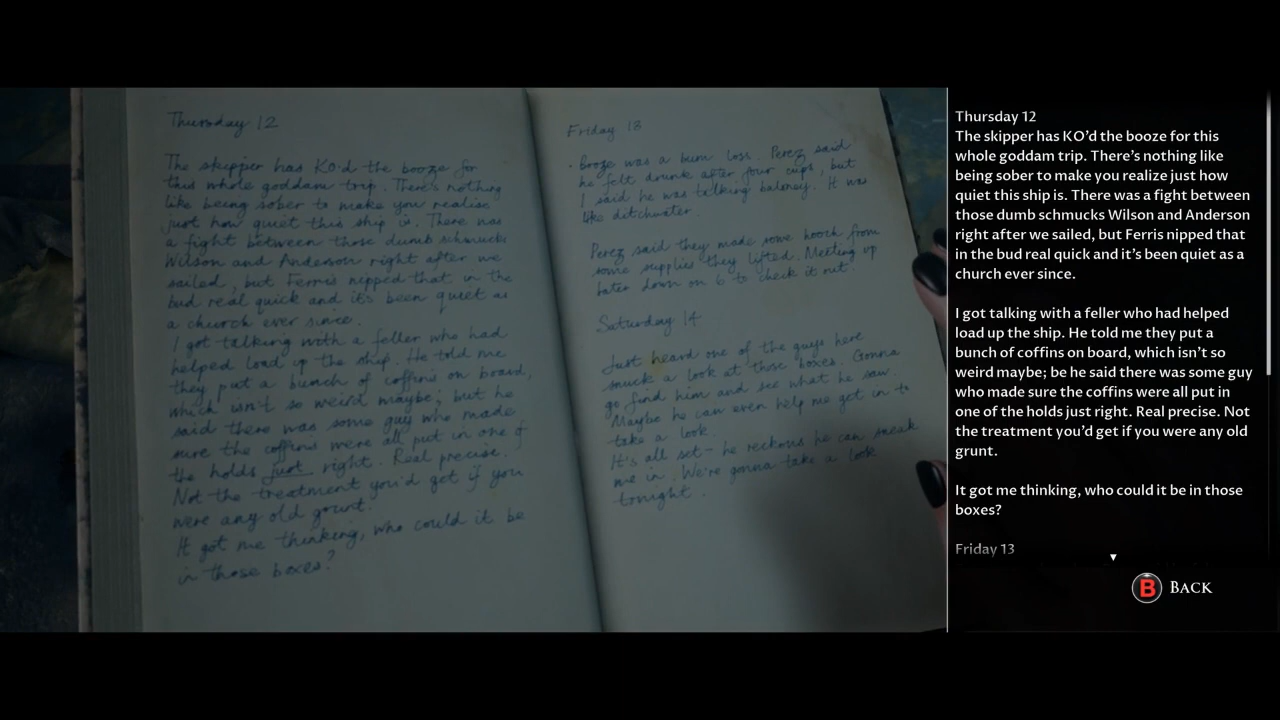 Thursday 12
The skipper has KO'd the booze for
this whole goddam trip. There's nothing
like being sober to make you realise
just how quiet this ship is. There was
a fight between those dumb schmucks
Wilson and Anderson right after we
sailed, but Ferris nipped that in the
bud real quick and it's been quiet as
a church ever since.
I got talking with a feller who had
helped load up the ship. He told me
they put a bunch of coffins on board,
which isn't so weird maybe; but he
said there was some guy who made
sure the coffins were all put in one of
the holds just right. Real precise.
Not the treatment you'd get if you
were any old grunt.
It got me thinking, who could it be
in those boxes?
Friday 13
Booze was a bum loss. Perez said
he felt drunk after four cups, but
I said he was talking baloney. It was
like ditchwater.
Perez said they made some hooch from
some supplies they lifted. Meeting up
later down on 6 to check it out.
Saturday 14
Just heard one of the guys here
snuck a look at those boxes. Gonna
go find him and see what he saw.
Maybe he can even help me get in to
take a look.
It's all set - he reckons he can sneak
me in. We're gonna take a look
tonight.
Thursday 12
The skipper has KO'd the booze for this
whole goddam trip. There's nothing like
being sober to make you realize just how
quiet this ship is. There was a fight between
those dumb schmucks Wilson and Anderson
right after we sailed, but Ferris nipped that
in the bud real quick and it's been quiet as a
church ever since.
I got talking with a feller who had helped
load up the ship. He told me they put a
bunch of coffins on board, which isn't so
weird maybe; be he said there was some guy
who made sure the coffins were all put in
one of the holds just right. Real precise. Not
the treatment you'd get if you were any old
grunt.
It got me thinking, who could it be in those
boxes?
Friday 13
B BACK